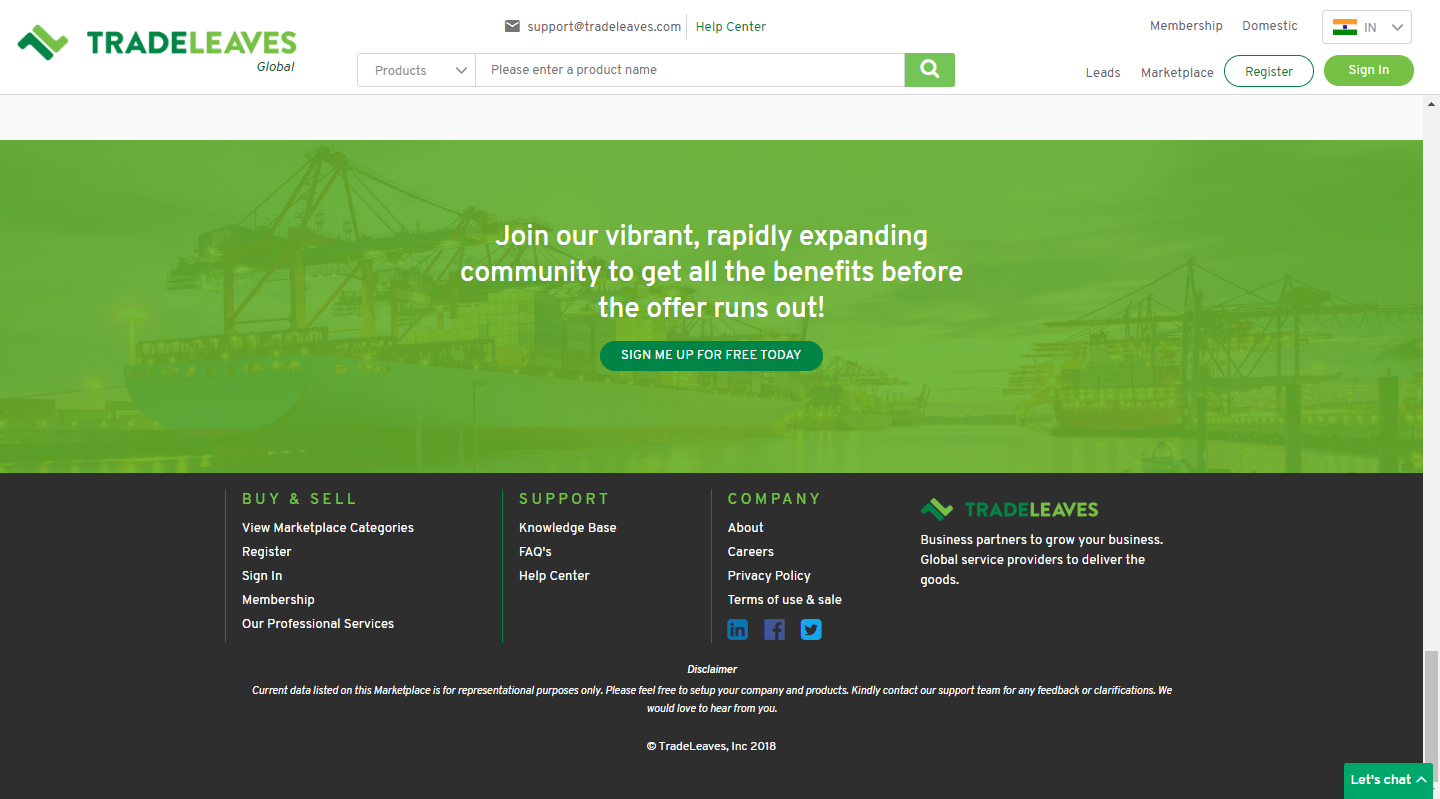 TRADELEAVES
Global
support@tradeleaves.com
Help Center
Membership
Domestic
IN
Products
Please enter a product name
Leads
Marketplace
Register
Sign In
Join our vibrant, rapidly expanding
community to get all the benefits before
the offer runs out!
SIGN ME UP FOR FREE TODAY
BUY & SELL
View Marketplace Categories
Register
Sign In
Membership
Our Professional Services
SUPPORT
Knowledge Base
FAQ's
Help Center
COMPANY
About
Careers
Privacy Policy
Terms of use & sale
TRADELEAVES
Business partners to grow your business.
Global service providers to deliver the
goods.
Disclaimer
Current data listed on this Marketplace is for representational purposes only. Please feel free to setup your company and products. Kindly contact our support team for any feedback or clarifications. We
would love to hear from you.
© TradeLeaves, Inc 2018
Let's chat